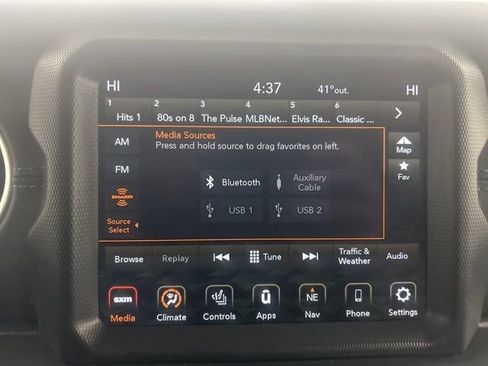 HI 4:37 41°out. HI
1 2 3 4 5 6
Hits 1 80s on 8 The Pulse MLBNet... Elvis Ra... Classic ...
AM
FM
SiriusXM
Source
Select
Media Sources
Press and hold source to drag favorites on left.
Bluetooth
Auxiliary
Cable
USB 1
USB 2
Map
Fav
Browse Replay Tune Traffic &
Weather Audio
sxm ū NE
Media Climate Controls Apps Nav Phone Settings